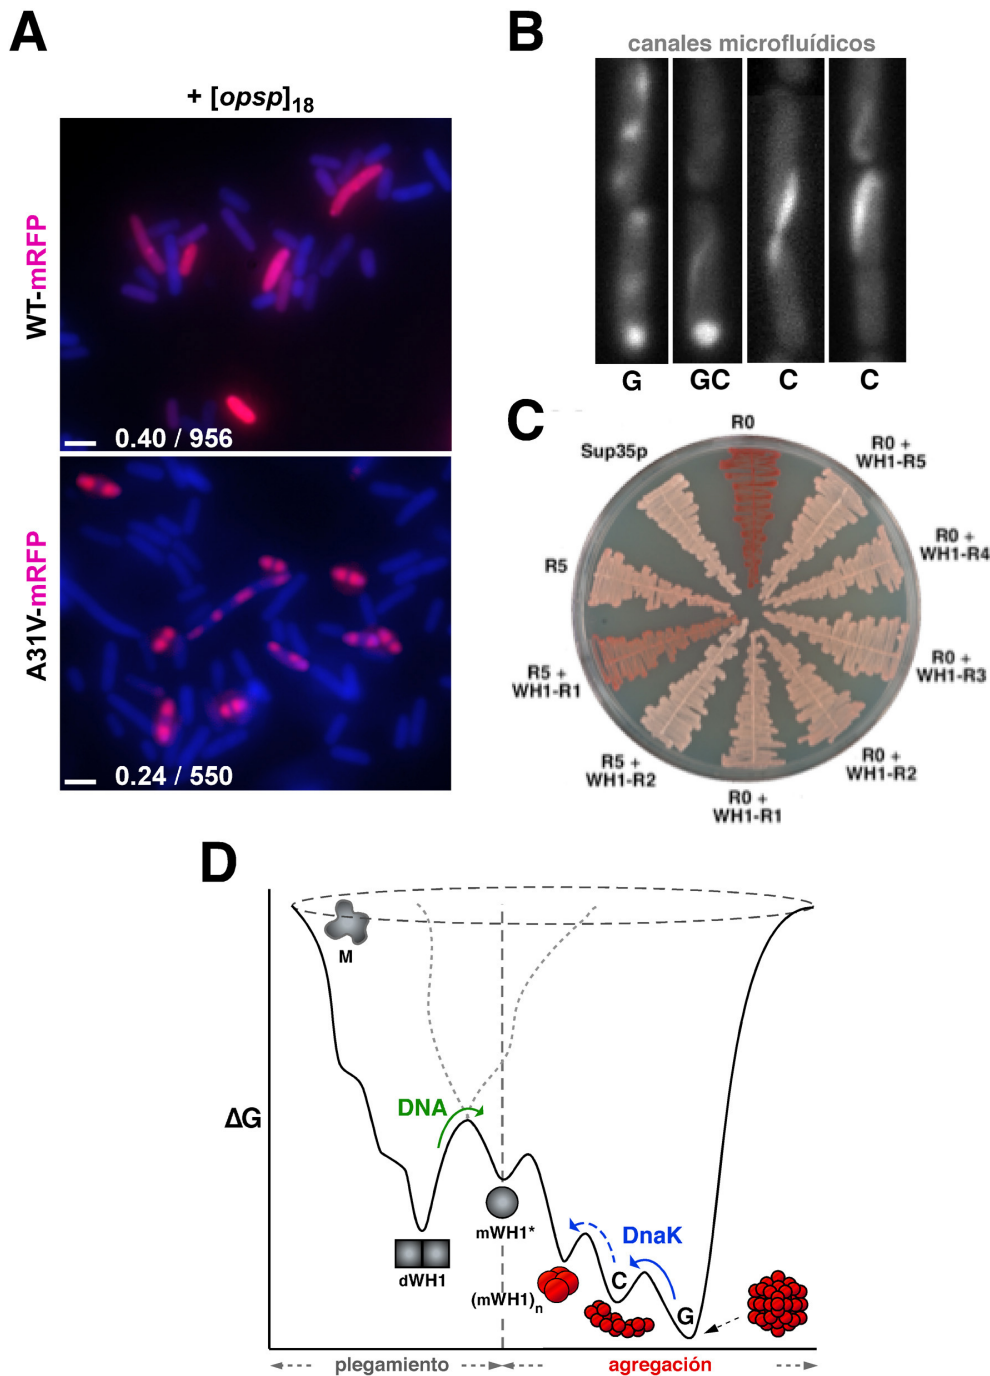 A
+ [opsp]18
WT-mRFP
0.40 / 956
A31V-mRFP
0.24 / 550
B
canales microfluídicos
G
GC
C
C
C
R0
Sup35p
R0 +
WH1-R5
R5
R0 +
WH1-R4
R5 +
WH1-R1
R0 +
WH1-R3
R5 +
WH1-R2
R0 +
WH1-R1
R0 +
WH1-R2
D
M
ΔG
DNA
mWH1*
dWH1
DnaK
(mWH1)n
C
G
plegamiento
agregación